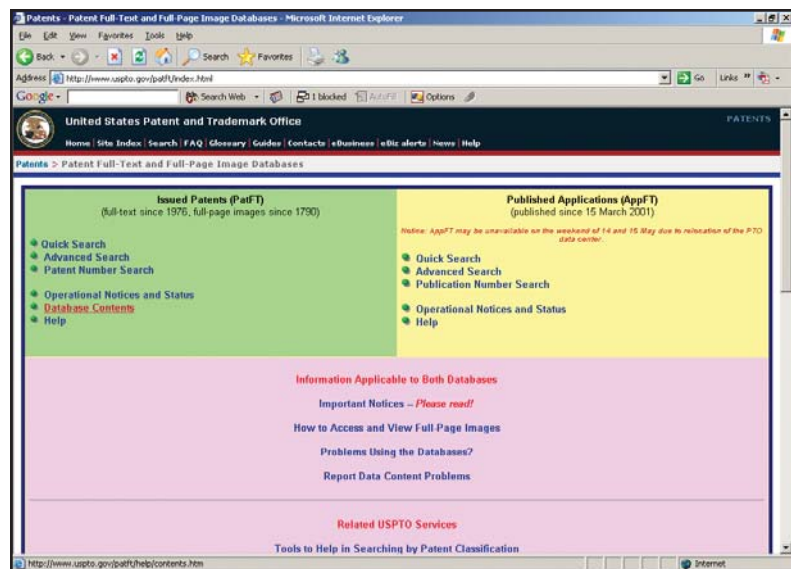 Patents - Patent Full-Text and Full-Page Image Databases - Microsoft Internet Explorer
File Edit View Favorites Tools Help
Back Search Favorites
Address http://www.uspto.gov/patft/index.html Go Links »
Google Search Web 1 blocked AutoFill Options
United States Patent and Trademark Office
PATENTS
Home | Site Index | Search | FAQ | Glossary | Guides | Contacts | eBusiness | eBiz alerts | News | Help
Patents > Patent Full-Text and Full-Page Image Databases
Issued Patents (PatFT)
(full-text since 1976, full-page images since 1790)
Quick Search
Advanced Search
Patent Number Search
Operational Notices and Status
Database Contents
Help
Published Applications (AppFT)
(published since 15 March 2001)
Notice: AppFT may be unavailable on the weekend of 14 and 15 May due to relocation of the PTO
data center.
Quick Search
Advanced Search
Publication Number Search
Operational Notices and Status
Help
Information Applicable to Both Databases
Important Notices – Please read!
How to Access and View Full-Page Images
Problems Using the Databases?
Report Data Content Problems
Related USPTO Services
Tools to Help in Searching by Patent Classification
http://www.uspto.gov/patft/help/contents.htm Internet